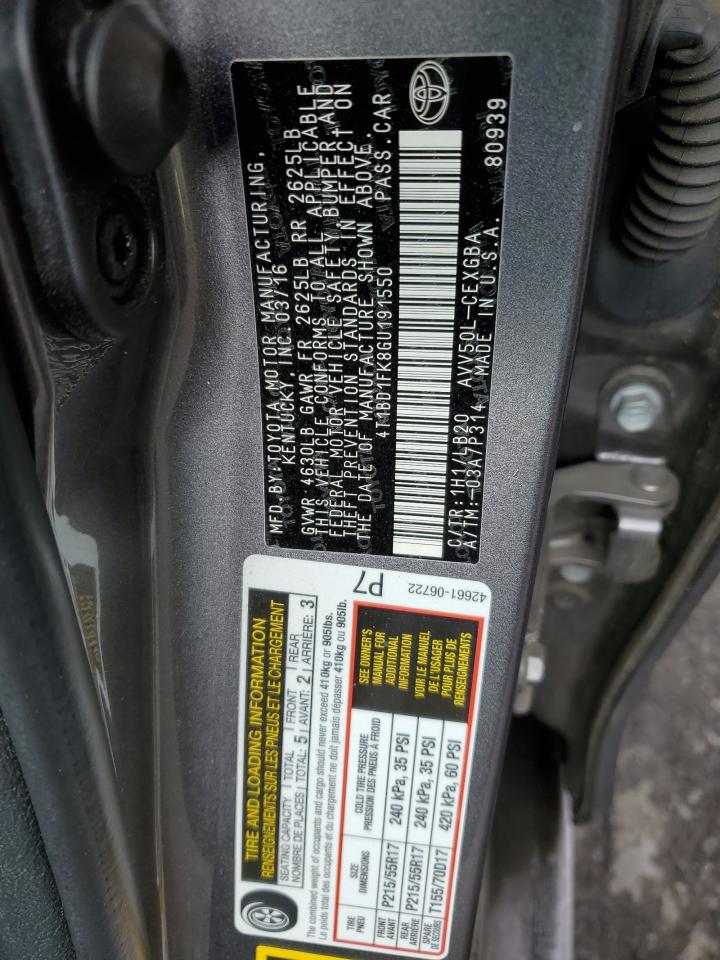 MFD. BY: TOYOTA MOTOR MANUFACTURING,
KENTUCKY, INC. 03/16
GVWR 4630LB GAWR FR 2625LB RR 2625LB
THIS VEHICLE CONFORMS TO ALL APPLICABLE
FEDERAL MOTOR VEHICLE SAFETY, BUMPER, AND
THEFT PREVENTION STANDARDS IN EFFECT ON
THE DATE OF MANUFACTURE SHOWN ABOVE.
4T1BD1FK8GU191550 PASS.CAR
C/TR:1H1/LB20 AVV50L-CEXGBA
A/TM:-03A/P314 MADE IN U.S.A. 80939
TIRE AND LOADING INFORMATION
RENSEIGNEMENTS SUR LES PNEUS ET LE CHARGEMENT
SEATING CAPACITY TOTAL FRONT REAR
NOMBRE DE PLACES TOTAL: 5 AVANT: 2 ARRIÈRE: 3
The combined weight of occupants and cargo should never exceed 410kg or 905lbs.
Le poids total des occupants et du chargement ne doit jamais dépasser 410kg ou 905lb.
TIRE SIZE COLD TIRE PRESSURE
PNEU DIMENSIONS PRESSION DES PNEUS À FROID
FRONT
AVANT P215/55R17 240 kPa, 35 PSI
REAR
ARRIÈRE P215/55R17 240 kPa, 35 PSI
SPARE
DE SECOURS T155/70D17 420 kPa, 60 PSI
SEE OWNER'S
MANUAL FOR
ADDITIONAL
INFORMATION
VOIR LE MANUEL
DE L'USAGER
POUR PLUS DE
RENSEIGNEMENTS
P7
42661-06722